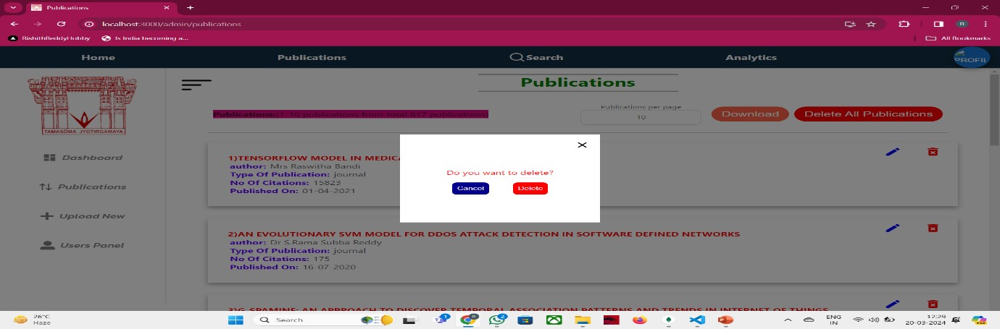 Publications
localhost:3000/admin/publications
RishithReddyHobby
Is India becoming a...
All Bookmarks
Home
Publications
Search
Analytics
PROFIL
TAMASOMA JYOTIRGAMAYA
Publications
Publications:(1-10 publications from total 817 publications)
Publications per page
10
Download
Delete All Publications
Dashboard
Publications
Upload New
Users Panel
1)TENSORFLOW MODEL IN MEDICA
author: Mrs Raswitha Bandi
Type Of Publication: journal
No Of Citations: 15823
Published On: 01-04-2021
Do you want to delete?
Cancel
Delete
2)AN EVOLUTIONARY SVM MODEL FOR DDOS ATTACK DETECTION IN SOFTWARE DEFINED NETWORKS
author: Dr S.Rama Subba Reddy
Type Of Publication: journal
No Of Citations: 175
Published On: 16-07-2020
3)G-SPAMINE: AN APPROACH TO DISCOVER TEMPORAL ASSOCIATION PATTERNS AND TRENDS IN INTERNET OF THINGS
26°C
Haze
Search
1
R
2
ENG
IN
12:29
20-03-2024
PRE